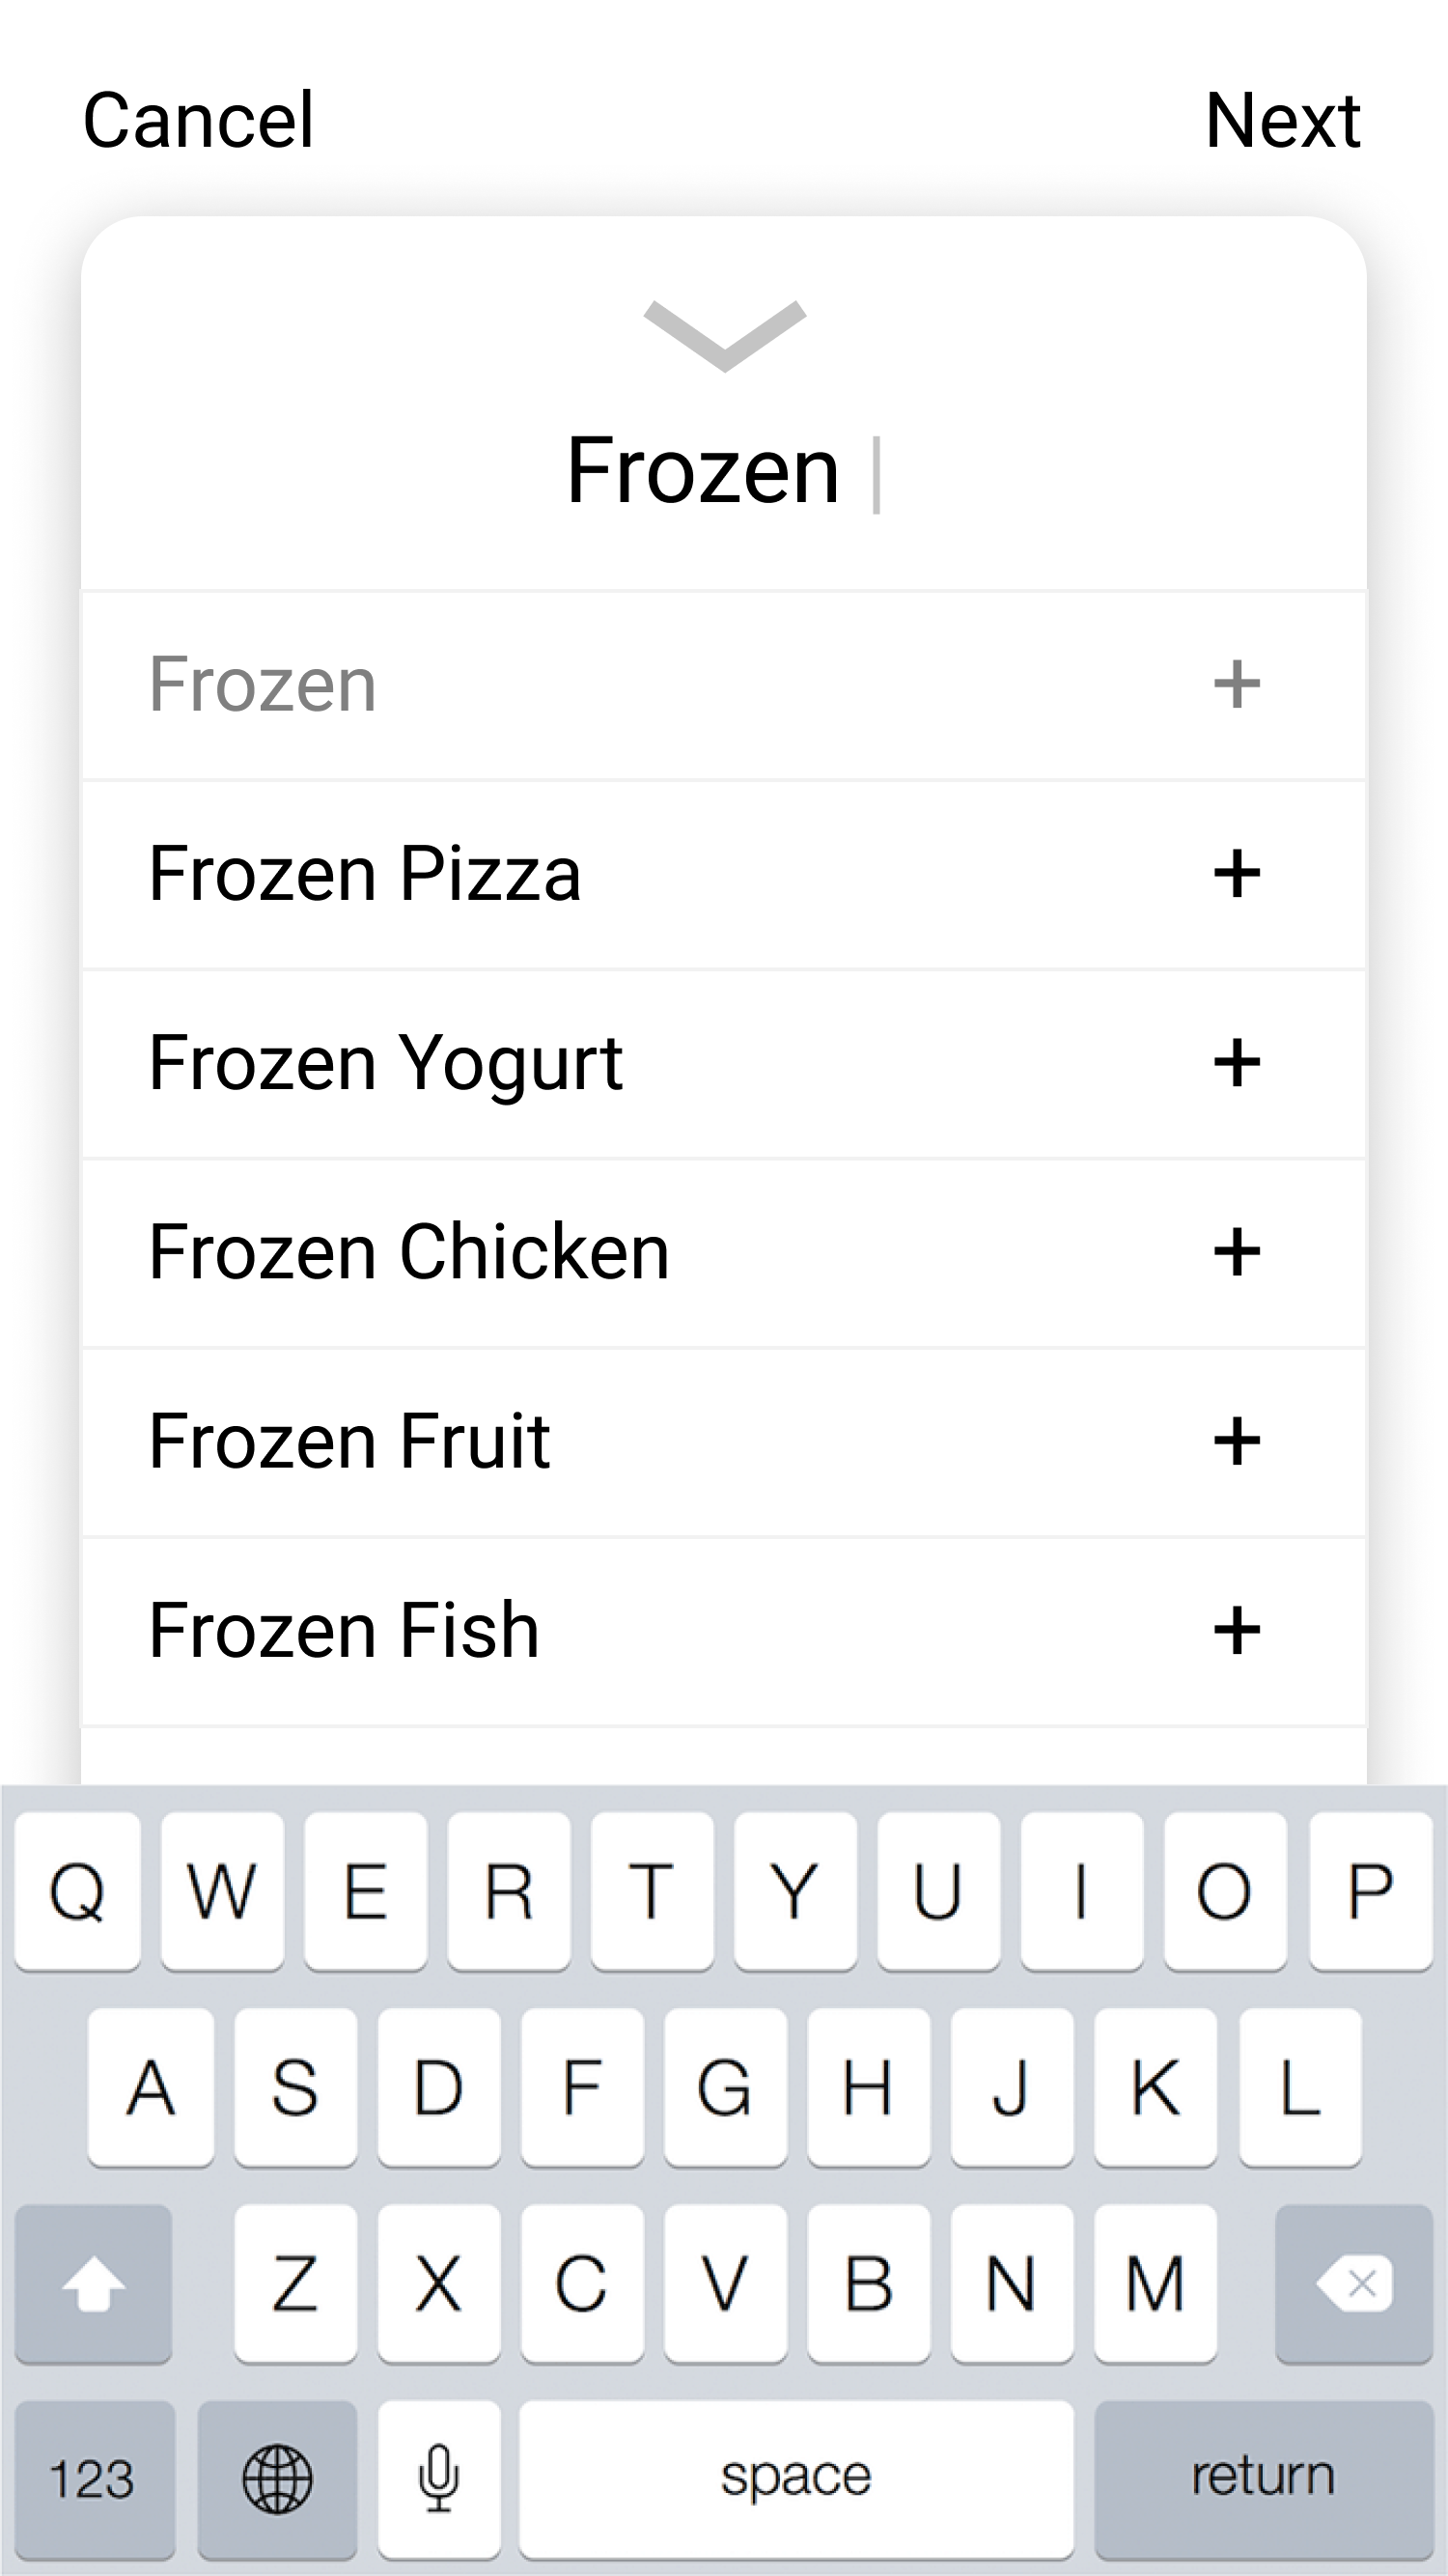 Cancel Next
Frozen
Frozen +
Frozen Pizza +
Frozen Yogurt +
Frozen Chicken +
Frozen Fruit +
Frozen Fish +
Q W E R T Y U I O P
A S D F G H J K L
Z X C V B N M
123 space return